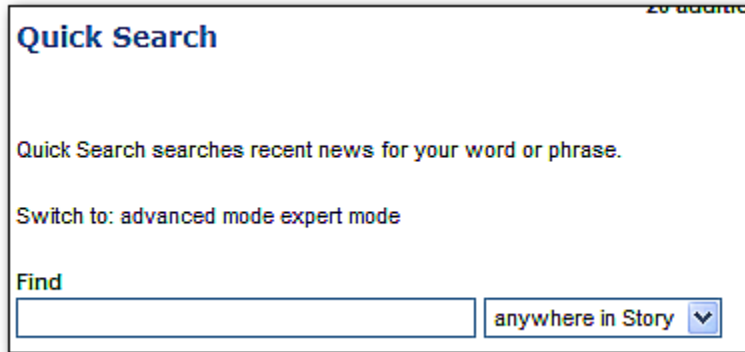 Quick Search
Quick Search searches recent news for your word or phrase.
Switch to: advanced mode expert mode
Find
anywhere in Story